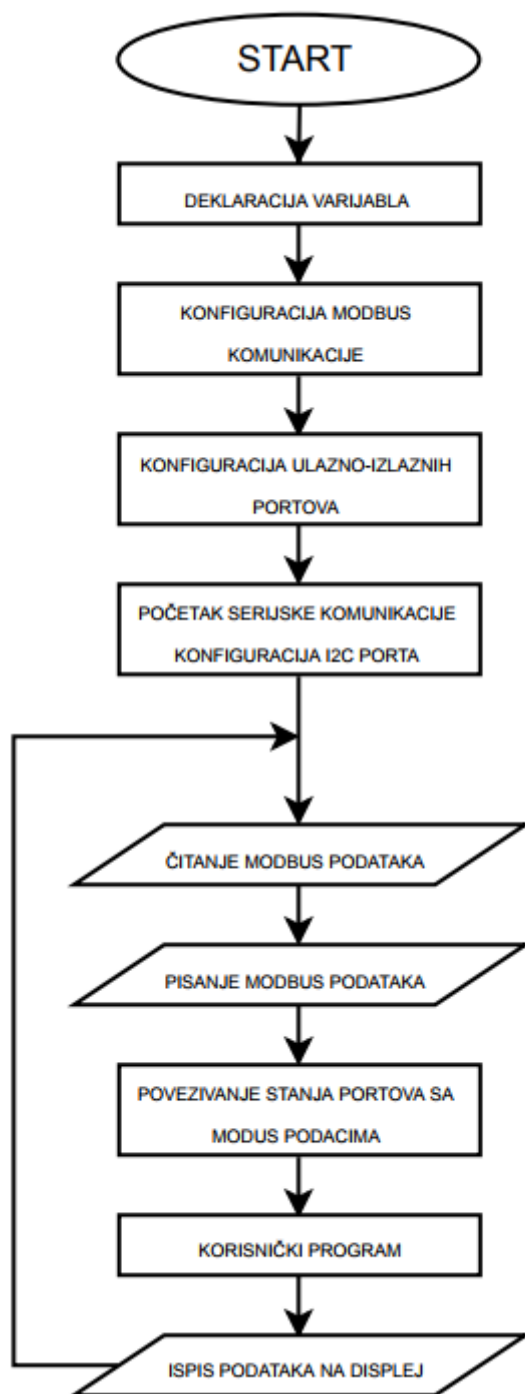 START
DEKLARACIJA VARIJABLA
KONFIGURACIJA MODBUS
KOMUNIKACIJE
KONFIGURACIJA ULAZNO-IZLAZNIH
PORTOVA
POČETAK SERIJSKE KOMUNIKACIJE
KONFIGURACIJA I2C PORTA
ČITANJE MODBUS PODATAKA
PISANJE MODBUS PODATAKA
POVEZIVANJE STANJA PORTOVA SA
MODUS PODACIMA
KORISNIČKI PROGRAM
ISPIS PODATAKA NA DISPLEJ